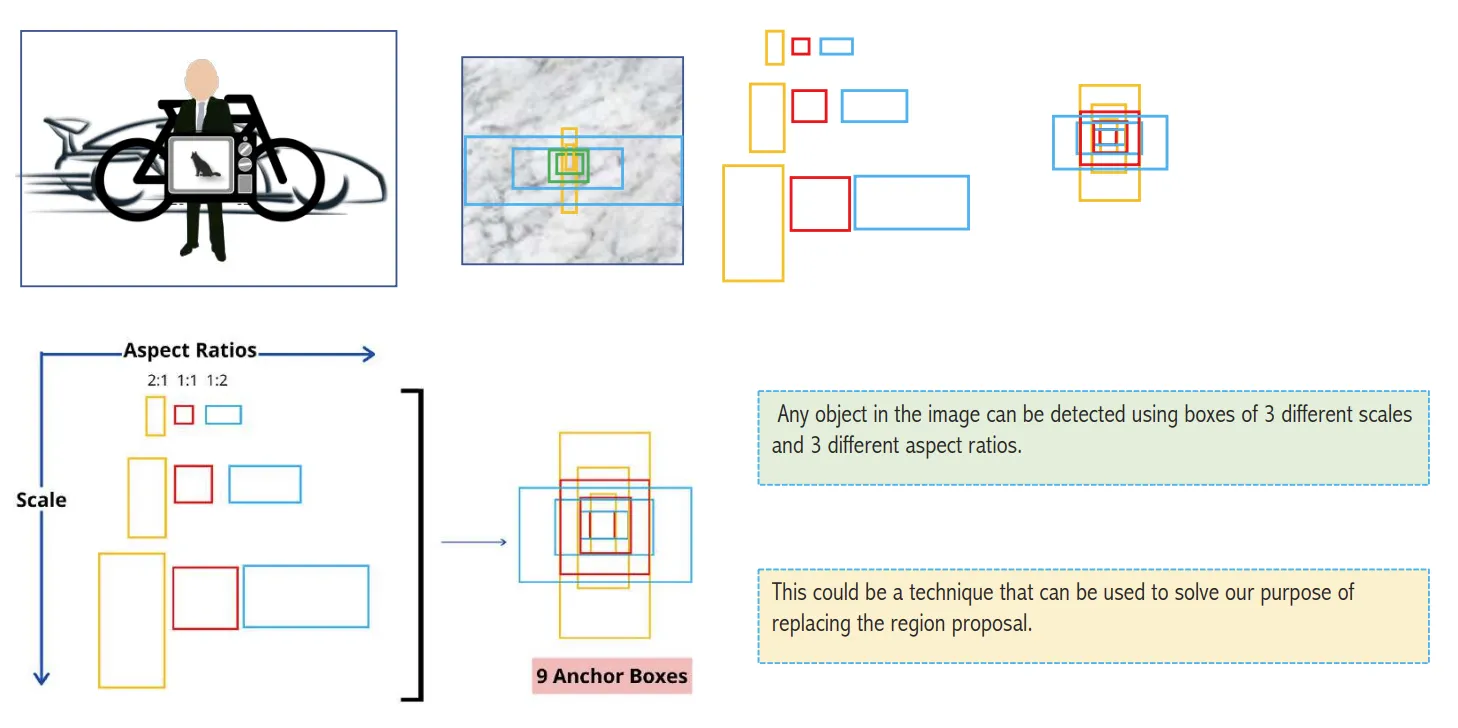 Aspect Ratios
2:1 1:1 1:2
Scale
9 Anchor Boxes
Any object in the image can be detected using boxes of 3 different scales
and 3 different aspect ratios.
This could be a technique that can be used to solve our purpose of
replacing the region proposal.